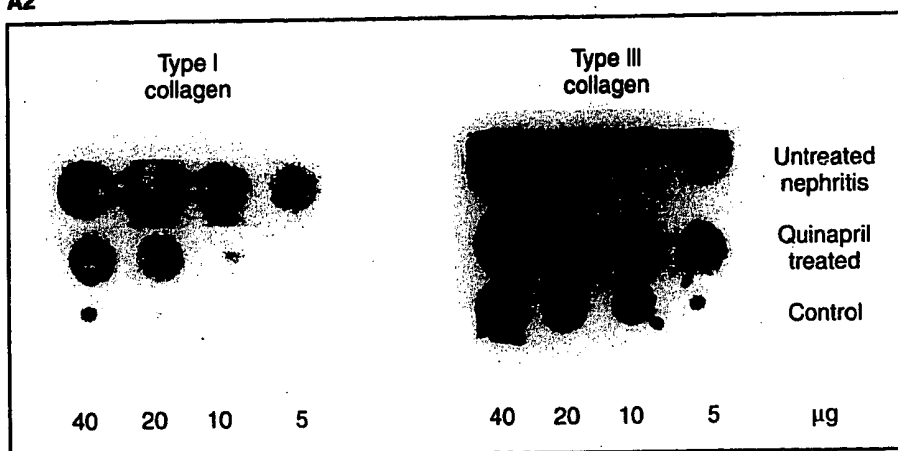 A2
Type I
collagen
Type III
collagen
Untreated
nephritis
Quinapril
treated
Control
40 20 10 5
40 20 10 5 µg